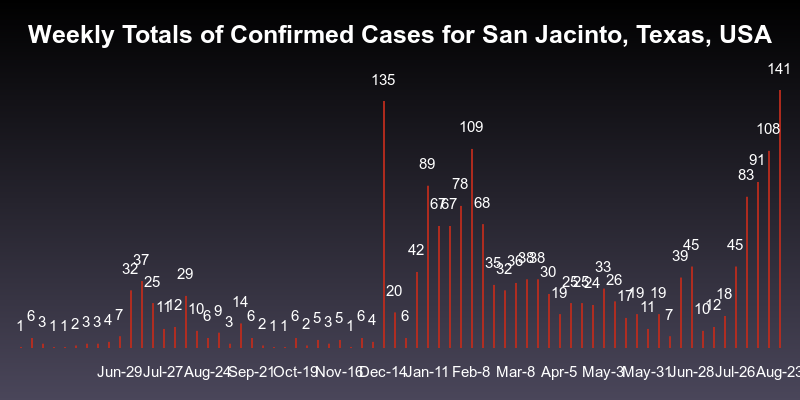 Weekly Totals of Confirmed Cases for San Jacinto, Texas, USA
1 6 3 1 1 2 3 3 4 7 32 37 25 11 12 29 10 6 9 3 14 6 2 1 1 6 2 5 3 5 1 6 4 135 20 6 42 89 67 67 78 109 68 35 32 36 38 38 30 19 25 25 24 33 26 17 19 11 19 7 39 45 10 12 18 45 83 91 108 141
Jun-29 Jul-27 Aug-24 Sep-21 Oct-19 Nov-16 Dec-14 Jan-11 Feb-8 Mar-8 Apr-5 May-3 May-31 Jun-28 Jul-26 Aug-23